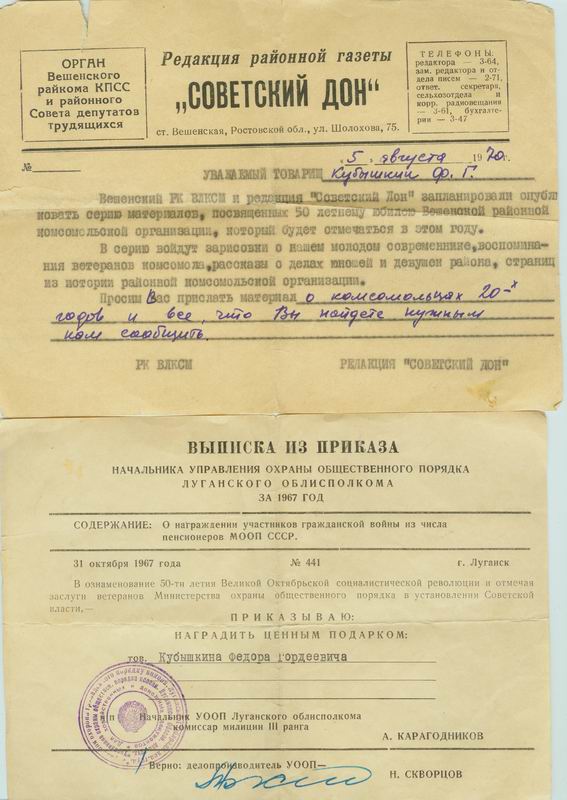 ОРГАН
Вешенского
райкома КПСС
и районного
Совета депутатов
трудящихся
Редакция районной газеты
„СОВЕТСКИЙ ДОН“
ст. Вешенская, Ростовской обл., ул. Шолохова, 75.
ТЕЛЕФОНЫ:
редактора — 3-64,
зам. редактора и от-
дела писем — 2-71,
ответ. секретаря,
сельхозотдела и
корр. радиовещания
— 3-61, бухгалте-
рии — 3-47
№
„5„ августа 1970г.
УВАЖАЕМЫЙ ТОВАРИЩ Кубышкин Ф. Г.
Вешенский РК ВЛКСМ и редакция "Советский Дон" запланировали опубли
ковать серию материалов, посвященных 50 летнему юбилею Вешенской районной
комсомольской организации, который будет отмечаться в этом году.
В серию войдут зарисовки о нашем молодом современнике, воспомина-
ния ветеранов комсомола, рассказы о делах юношей и девушек района, страниц
из истории районной комсомольской организации.
Просим Вас прислать материал о комсомольцах 20-х
годов и все, что Вы найдете нужным
нам сообщить.
РК ВЛКСМ РЕДАКЦИЯ "СОВЕТСКИЙ ДОН"
ВЫПИСКА ИЗ ПРИКАЗА
НАЧАЛЬНИКА УПРАВЛЕНИЯ ОХРАНЫ ОБЩЕСТВЕННОГО ПОРЯДКА
ЛУГАНСКОГО ОБЛИСПОЛКОМА
ЗА 1967 ГОД
СОДЕРЖАНИЕ: О награждении участников гражданской войны из числа
пенсионеров МООП СССР.
31 октября 1967 года № 441 г. Луганск
В ознаменование 50-ти летия Великой Октябрьской социалистической революции и отмечая
заслуги ветеранов Министерства охраны общественного порядка в установлении Советской
власти,—
ПРИКАЗЫВАЮ:
НАГРАДИТЬ ЦЕННЫМ ПОДАРКОМ:
тов. Кубышкина Федора Гордеевича
п/п Начальник УООП Луганского облисполкома
комиссар милиции III ранга
А. КАРАГОДНИКОВ
Верно: делопроизводитель УООП—
Н. СКВОРЦОВ